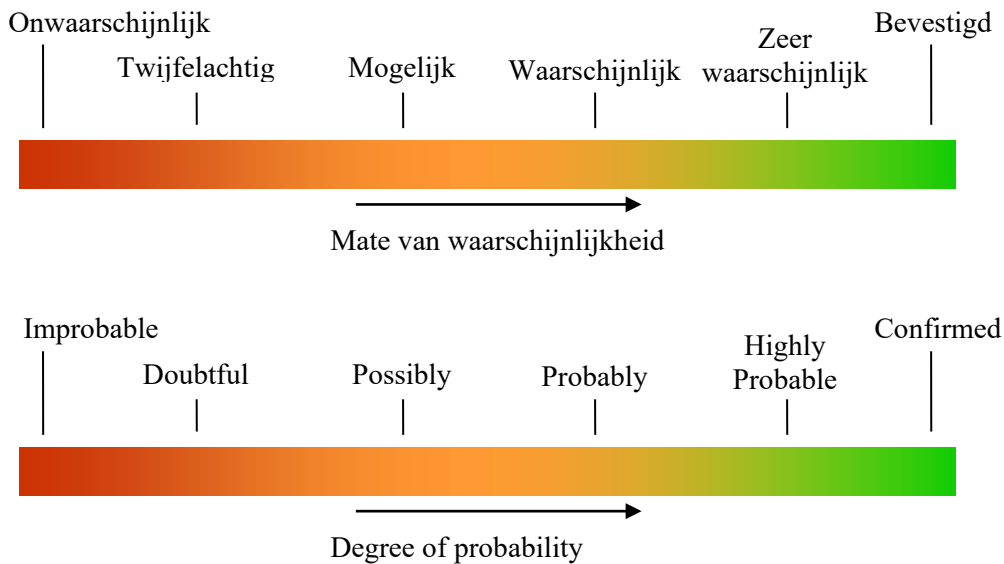 Onwaarschijnlijk
Twijfelachtig
Mogelijk
Waarschijnlijk
Zeer
waarschijnlijk
Bevestigd
Mate van waarschijnlijkheid
Improbable
Doubtful
Possibly
Probably
Highly
Probable
Confirmed
Degree of probability